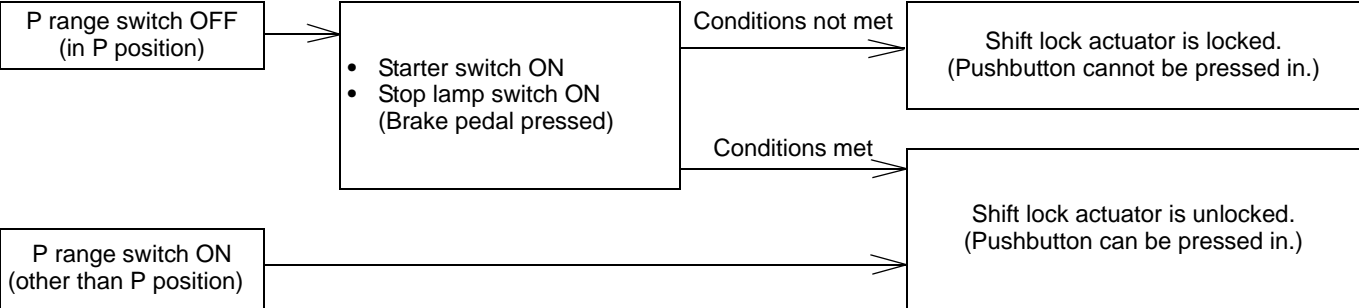 P range switch OFF
(in P position)
• Starter switch ON
• Stop lamp switch ON
(Brake pedal pressed)
Conditions not met
Shift lock actuator is locked.
(Pushbutton cannot be pressed in.)
Conditions met
Shift lock actuator is unlocked.
(Pushbutton can be pressed in.)
P range switch ON
(other than P position)